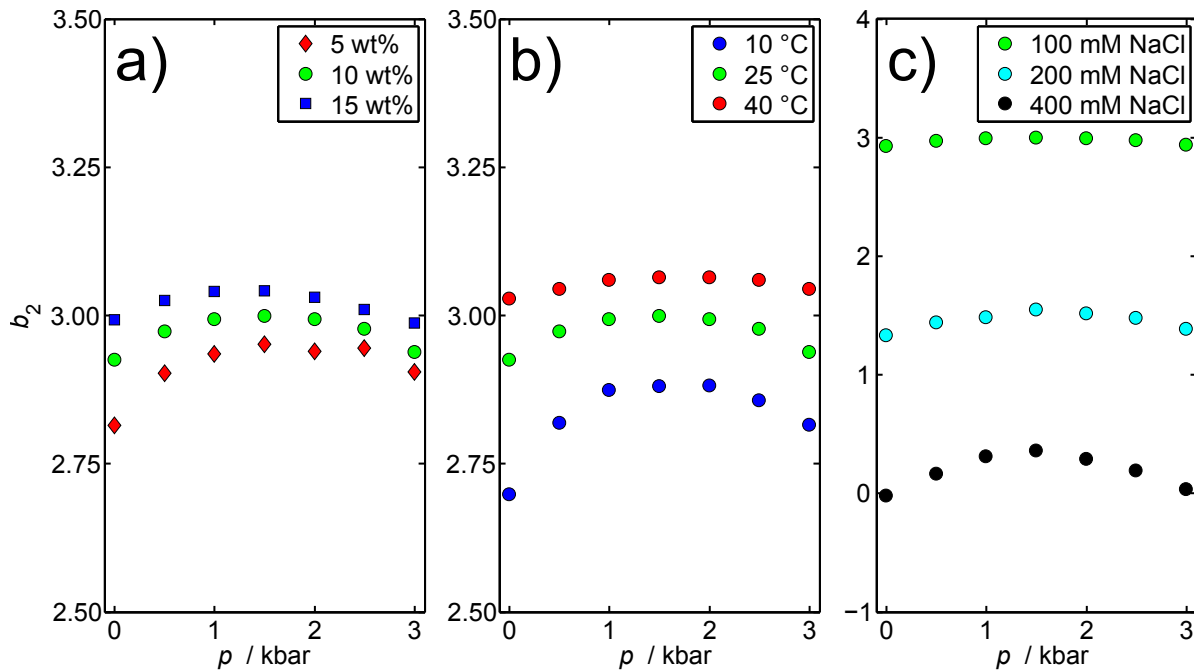 a)
5 wt%
10 wt%
15 wt%
b)
10 °C
25 °C
40 °C
c)
100 mM NaCl
200 mM NaCl
400 mM NaCl
3.50
3.25
3.00
2.75
2.50
b₂
0 1 2 3
p / kbar
3.50
3.25
3.00
2.75
2.50
0 1 2 3
p / kbar
4
3
2
1
0
−1
0 1 2 3
p / kbar